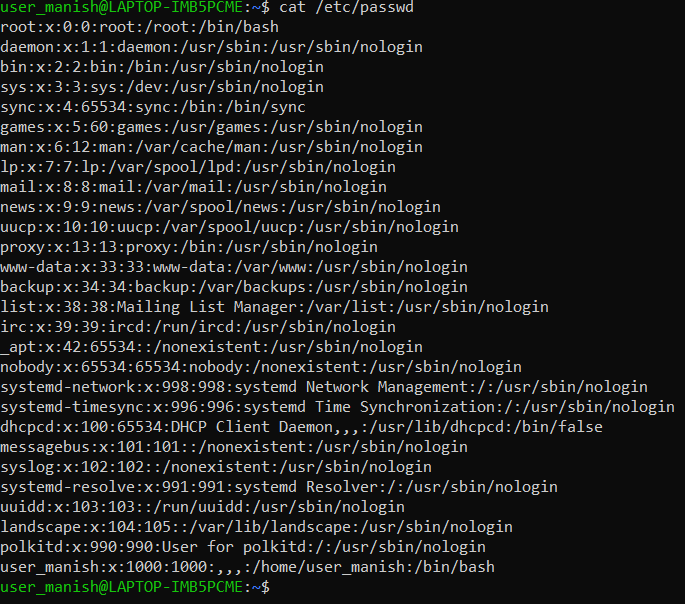 user_manish@LAPTOP-IMB5PCME:~$ cat /etc/passwd
root:x:0:0:root:/root:/bin/bash
daemon:x:1:1:daemon:/usr/sbin:/usr/sbin/nologin
bin:x:2:2:bin:/bin:/usr/sbin/nologin
sys:x:3:3:sys:/dev:/usr/sbin/nologin
sync:x:4:65534:sync:/bin:/bin/sync
games:x:5:60:games:/usr/games:/usr/sbin/nologin
man:x:6:12:man:/var/cache/man:/usr/sbin/nologin
lp:x:7:7:lp:/var/spool/lpd:/usr/sbin/nologin
mail:x:8:8:mail:/var/mail:/usr/sbin/nologin
news:x:9:9:news:/var/spool/news:/usr/sbin/nologin
uucp:x:10:10:uucp:/var/spool/uucp:/usr/sbin/nologin
proxy:x:13:13:proxy:/bin:/usr/sbin/nologin
www-data:x:33:33:www-data:/var/www:/usr/sbin/nologin
backup:x:34:34:backup:/var/backups:/usr/sbin/nologin
list:x:38:38:Mailing List Manager:/var/list:/usr/sbin/nologin
irc:x:39:39:ircd:/run/ircd:/usr/sbin/nologin
_apt:x:42:65534::/nonexistent:/usr/sbin/nologin
nobody:x:65534:65534:nobody:/nonexistent:/usr/sbin/nologin
systemd-network:x:998:998:systemd Network Management:/:/usr/sbin/nologin
systemd-timesync:x:996:996:systemd Time Synchronization:/:/usr/sbin/nologin
dhcpcd:x:100:65534:DHCP Client Daemon,,,:/usr/lib/dhcpcd:/bin/false
messagebus:x:101:101::/nonexistent:/usr/sbin/nologin
syslog:x:102:102::/nonexistent:/usr/sbin/nologin
systemd-resolve:x:991:991:systemd Resolver:/:/usr/sbin/nologin
uuidd:x:103:103::/run/uuidd:/usr/sbin/nologin
landscape:x:104:105::/var/lib/landscape:/usr/sbin/nologin
polkitd:x:990:990:User for polkitd:/:/usr/sbin/nologin
user_manish:x:1000:1000:,,,:/home/user_manish:/bin/bash
user_manish@LAPTOP-IMB5PCME:~$